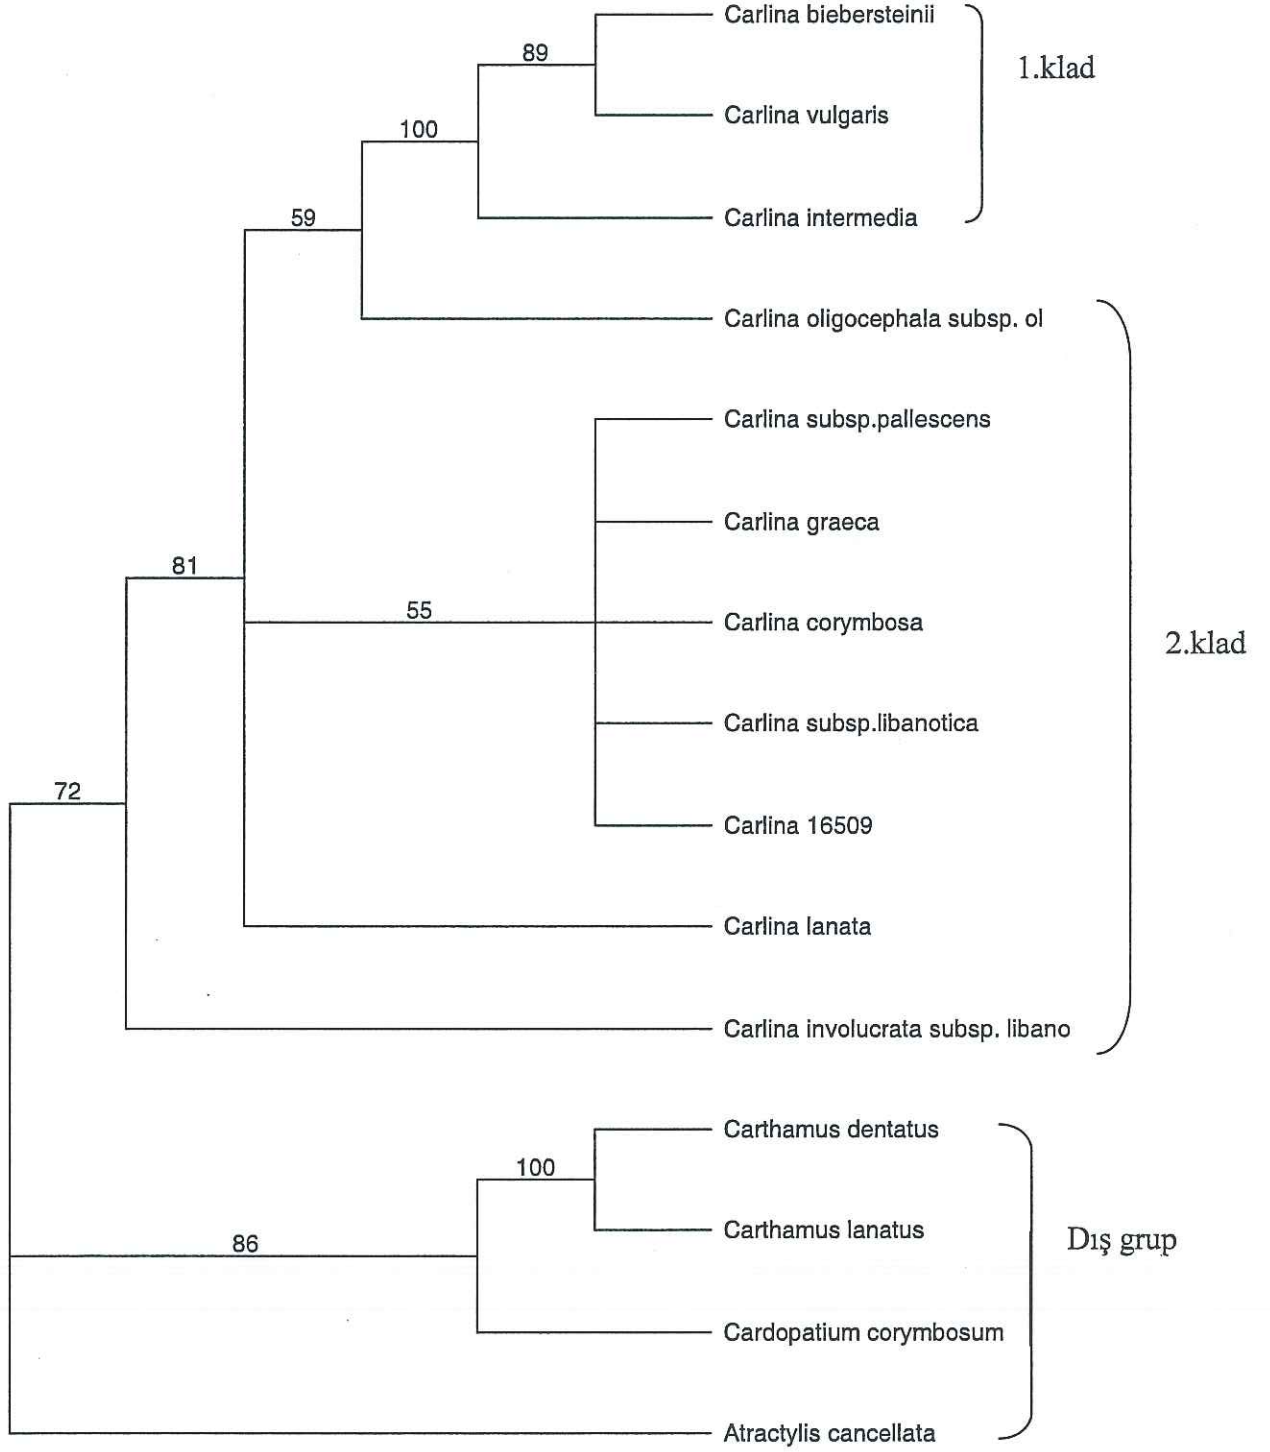 Carlina biebersteinii
89
1.klad
Carlina vulgaris
100
Carlina intermedia
59
Carlina oligocephala subsp. ol
Carlina subsp.pallescens
Carlina graeca
81
55
Carlina corymbosa
2.klad
Carlina subsp.libanotica
72
Carlina 16509
Carlina lanata
Carlina involucrata subsp. libano
Carthamus dentatus
100
Carthamus lanatus
86
Dış grup
Cardopatium corymbosum
Atractylis cancellata